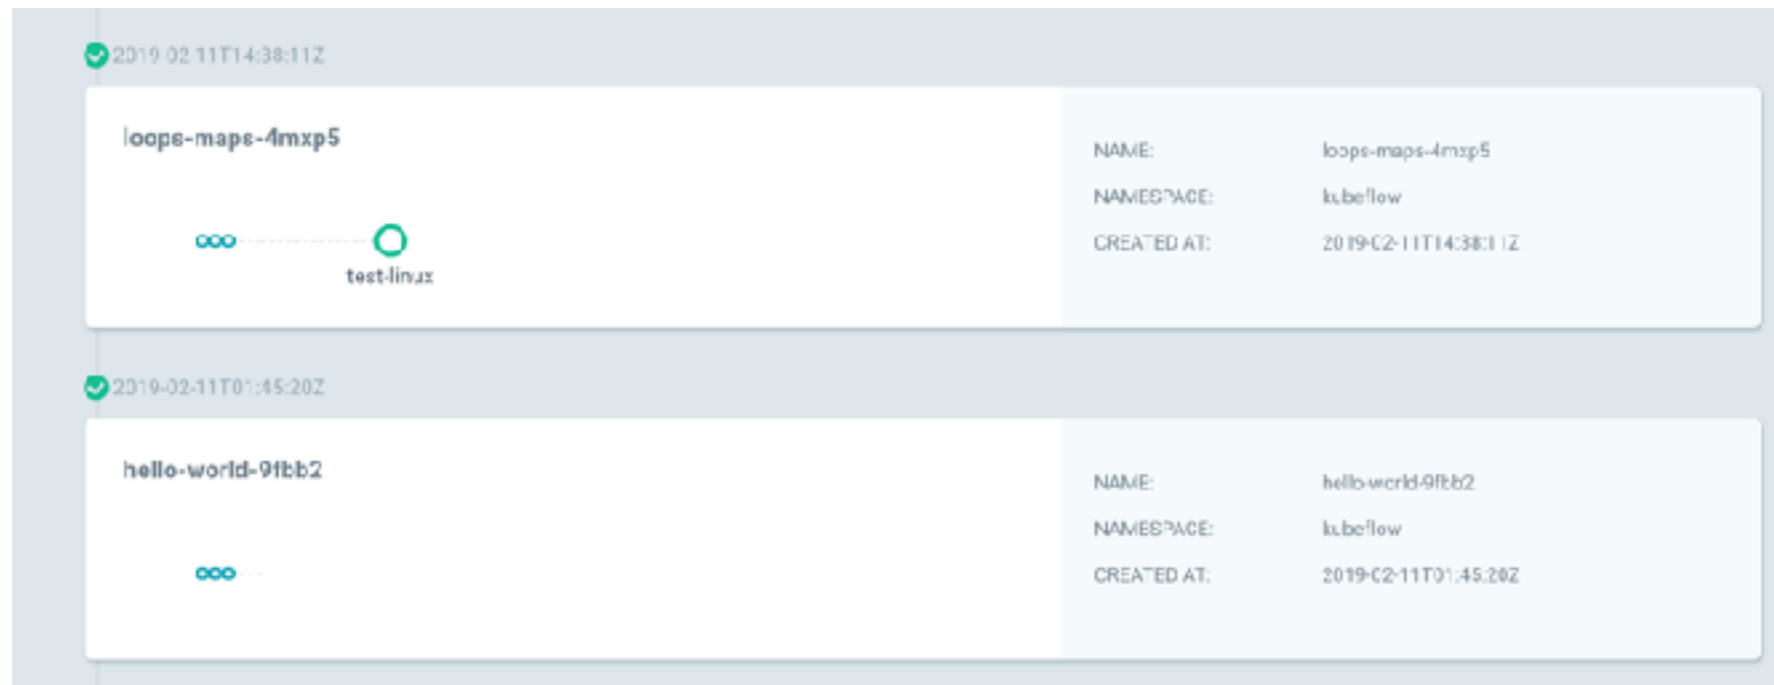 2019-02-11T14:38:11Z
loops-maps-4mxp5
test-linux
NAME: loops-maps-4mxp5
NAMESPACE: kubeflow
CREATED AT: 2019-02-11T14:38:11Z
2019-02-11T01:45:20Z
hello-world-9fbb2
NAME: hello-world-9fbb2
NAMESPACE: kubeflow
CREATED AT: 2019-02-11T01:45:20Z